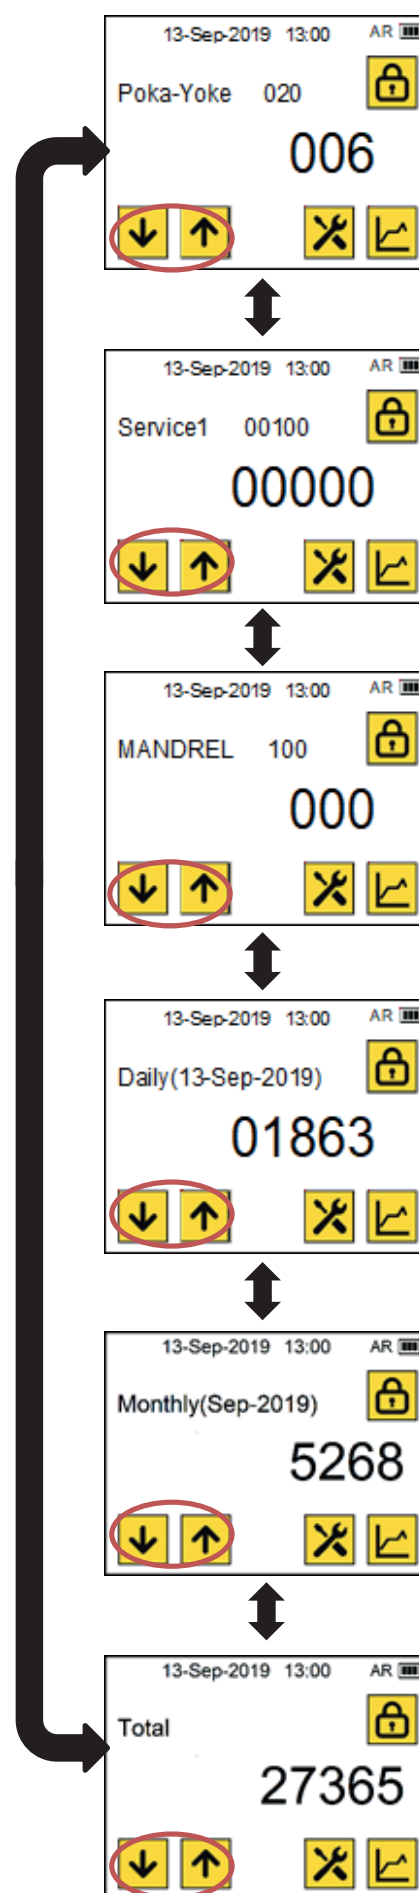 13-Sep-2019 13:00 AR
Poka-Yoke 020
006
13-Sep-2019 13:00 AR
Service1 00100
00000
13-Sep-2019 13:00 AR
MANDREL 100
000
13-Sep-2019 13:00 AR
Daily(13-Sep-2019)
01863
13-Sep-2019 13:00 AR
Monthly(Sep-2019)
5268
13-Sep-2019 13:00 AR
Total
27365